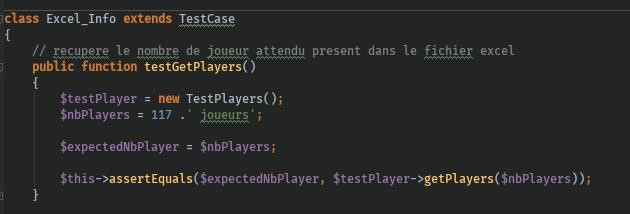 class Excel_Info extends TestCase
{
// recupere le nombre de joueur attendu present dans le fichier excel
public function testGetPlayers()
{
$testPlayer = new TestPlayers();
$nbPlayers = 117 .' joueurs';
$expectedNbPlayer = $nbPlayers;
$this->assertEquals($expectedNbPlayer, $testPlayer->getPlayers($nbPlayers));
}